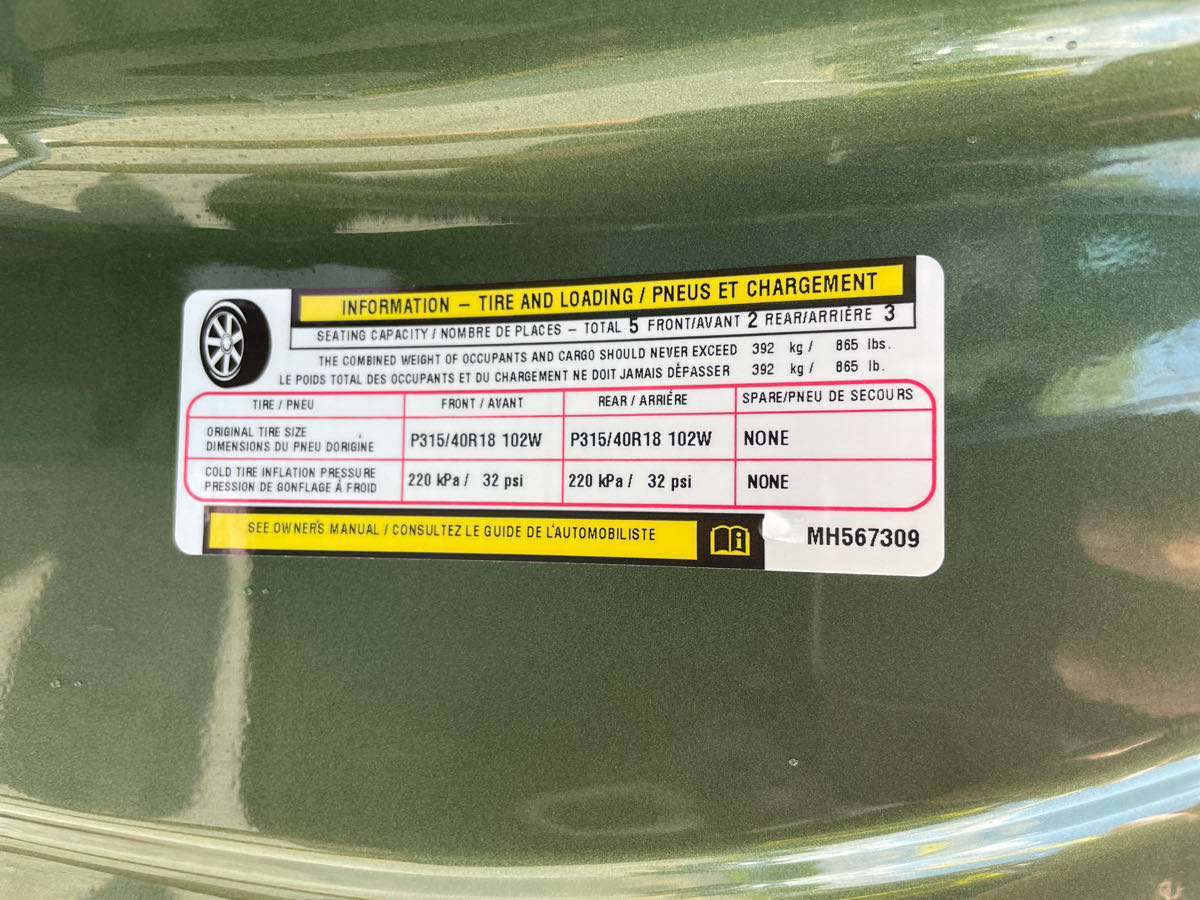 INFORMATION – TIRE AND LOADING / PNEUS ET CHARGEMENT
SEATING CAPACITY / NOMBRE DE PLACES – TOTAL 5 FRONT/AVANT 2 REAR/ARRIÈRE 3
THE COMBINED WEIGHT OF OCCUPANTS AND CARGO SHOULD NEVER EXCEED 392 kg / 865 lbs.
LE POIDS TOTAL DES OCCUPANTS ET DU CHARGEMENT NE DOIT JAMAIS DÉPASSER 392 kg / 865 lb.
TIRE / PNEU FRONT / AVANT REAR / ARRIÉRE SPARE/PNEU DE SECOURS
ORIGINAL TIRE SIZE
DIMENSIONS DU PNEU DORIGINE
P315/40R18 102W P315/40R18 102W NONE
COLD TIRE INFLATION PRESSURE
PRESSION DE GONFLAGE Á FROID
220 kPa / 32 psi 220 kPa / 32 psi NONE
SEE OWNER'S MANUAL / CONSULTEZ LE GUIDE DE L'AUTOMOBILISTE
MH567309